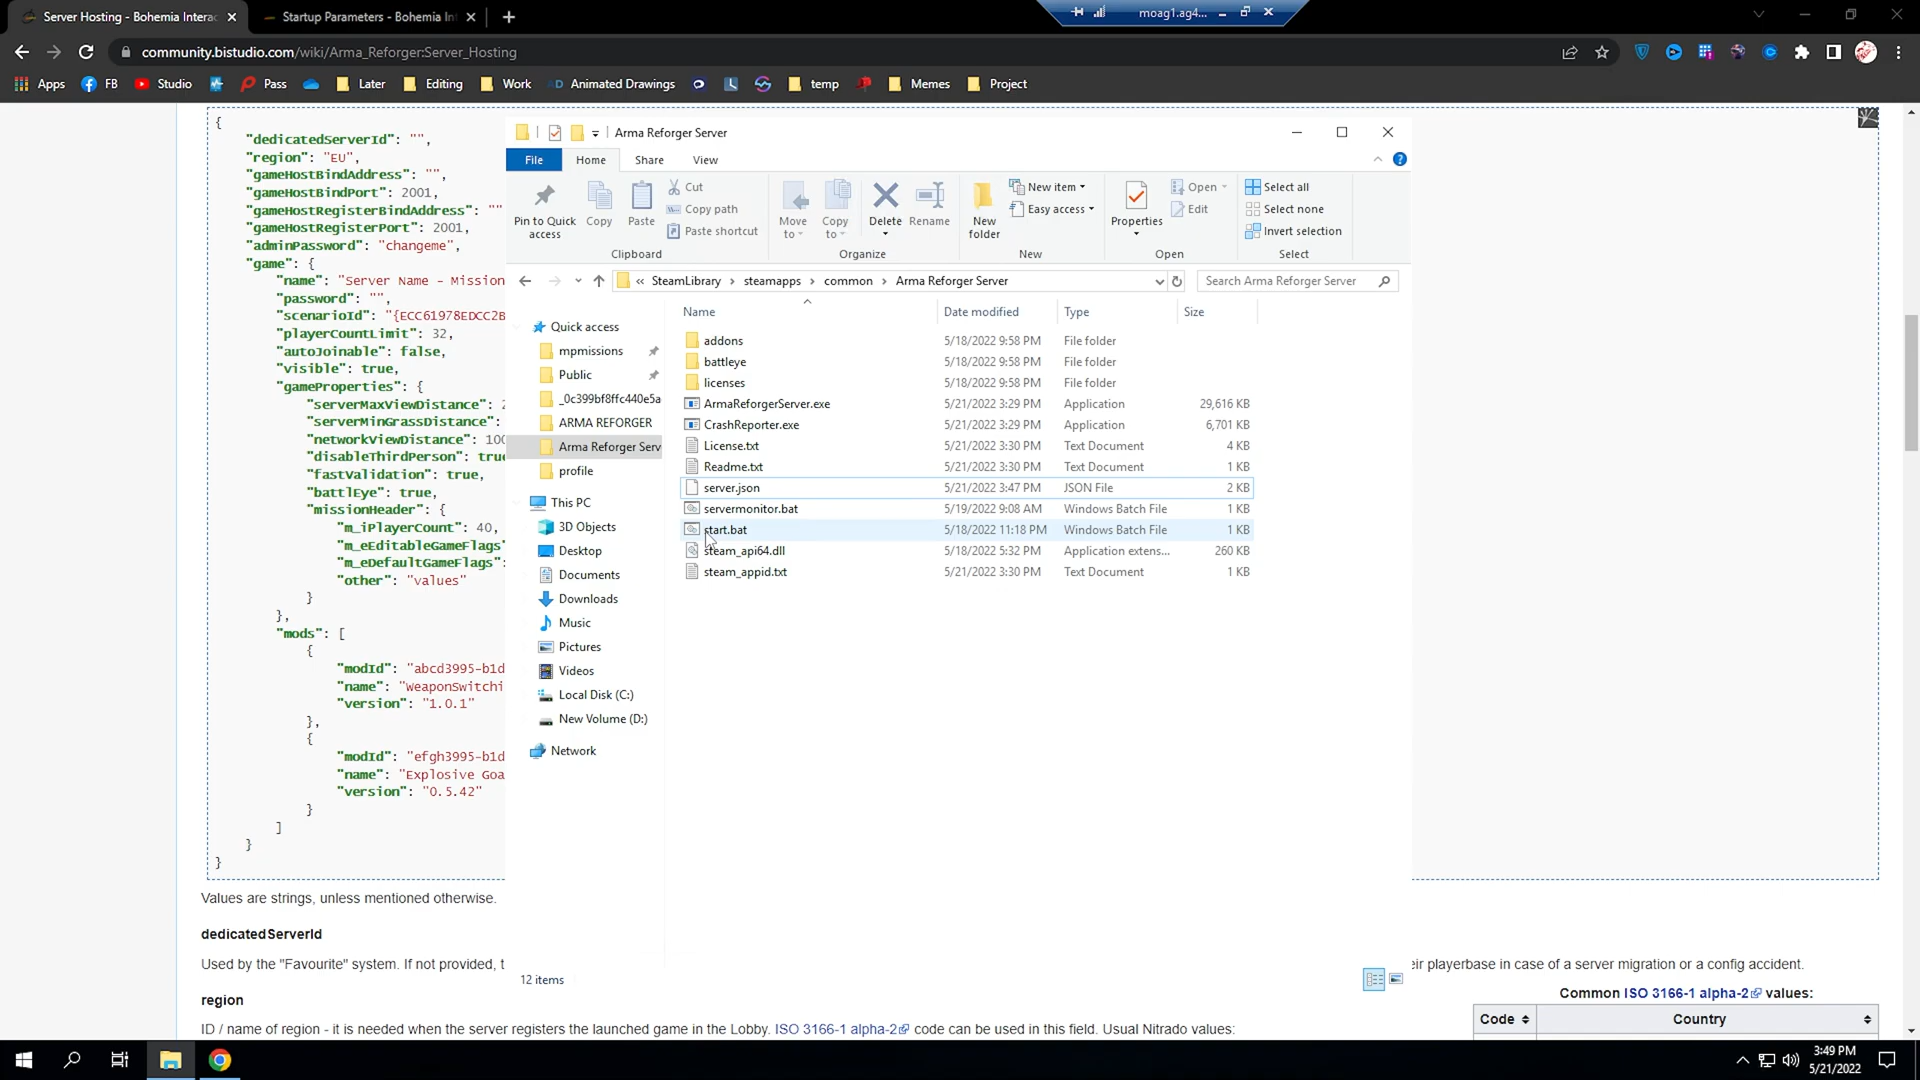 Server Hosting - Bohemia Interac
Startup Parameters - Bohemia Int
moag1.ag4...
community.bistudio.com/wiki/Arma_Reforger:Server_Hosting
Apps
FB
Studio
Pass
Later
Editing
Work
Animated Drawings
temp
Memes
Project
{
"dedicatedServerId": "",
"region": "EU",
"gameHostBindAddress": "",
"gameHostBindPort": 2001,
"gameHostRegisterBindAddress": ""
"gameHostRegisterPort": 2001,
"adminPassword": "changeme",
"game": {
"name": "Server Name - Mission
"password": "",
"scenarioId": "{ECC61978EDCC2B
"playerCountLimit": 32,
"autoJoinable": false,
"visible": true,
"gameProperties": {
"serverMaxViewDistance": 2
"serverMinGrassDistance":
"networkViewDistance": 100
"disableThirdPerson": true
"fastValidation": true,
"battlEye": true,
"missionHeader": {
"m_iPlayerCount": 40,
"m_eEditableGameFlags"
"m_eDefaultGameFlags":
"other": "values"
}
},
"mods": [
{
"modId": "abcd3995-b1d
"name": "WeaponSwitchi
"version": "1.0.1"
},
{
"modId": "efgh3995-b1d
"name": "Explosive Goa
"version": "0.5.42"
}
]
}
}
Values are strings, unless mentioned otherwise.
dedicatedServerId
Used by the "Favourite" system. If not provided, t
eir playerbase in case of a server migration or a config accident.
region
ID / name of region - it is needed when the server registers the launched game in the Lobby. ISO 3166-1 alpha-2 code can be used in this field. Usual Nitrado values:
Common ISO 3166-1 alpha-2 values:
Code
Country
Arma Reforger Server
File
Home
Share
View
Pin to Quick access
Copy
Paste
Cut
Copy path
Paste shortcut
Clipboard
Move to
Copy to
Delete
Rename
Organize
New folder
New item
Easy access
New
Properties
Open
Edit
Open
Select all
Select none
Invert selection
Select
« SteamLibrary
steamapps
common
Arma Reforger Server
Search Arma Reforger Server
Name
Date modified
Type
Size
Quick access
mpmissions
Public
_0c399bf8ffc440e5a
ARMA REFORGER
Arma Reforger Serv
profile
This PC
3D Objects
Desktop
Documents
Downloads
Music
Pictures
Videos
Local Disk (C:)
New Volume (D:)
Network
addons 5/18/2022 9:58 PM File folder
battleye 5/18/2022 9:58 PM File folder
licenses 5/18/2022 9:58 PM File folder
ArmaReforgerServer.exe 5/21/2022 3:29 PM Application 29,616 KB
CrashReporter.exe 5/21/2022 3:29 PM Application 6,701 KB
License.txt 5/21/2022 3:30 PM Text Document 4 KB
Readme.txt 5/21/2022 3:30 PM Text Document 1 KB
server.json 5/21/2022 3:47 PM JSON File 2 KB
servermonitor.bat 5/19/2022 9:08 AM Windows Batch File 1 KB
start.bat 5/18/2022 11:18 PM Windows Batch File 1 KB
steam_api64.dll 5/18/2022 5:32 PM Application extens... 260 KB
steam_appid.txt 5/21/2022 3:30 PM Text Document 1 KB
12 items
3:49 PM
5/21/2022